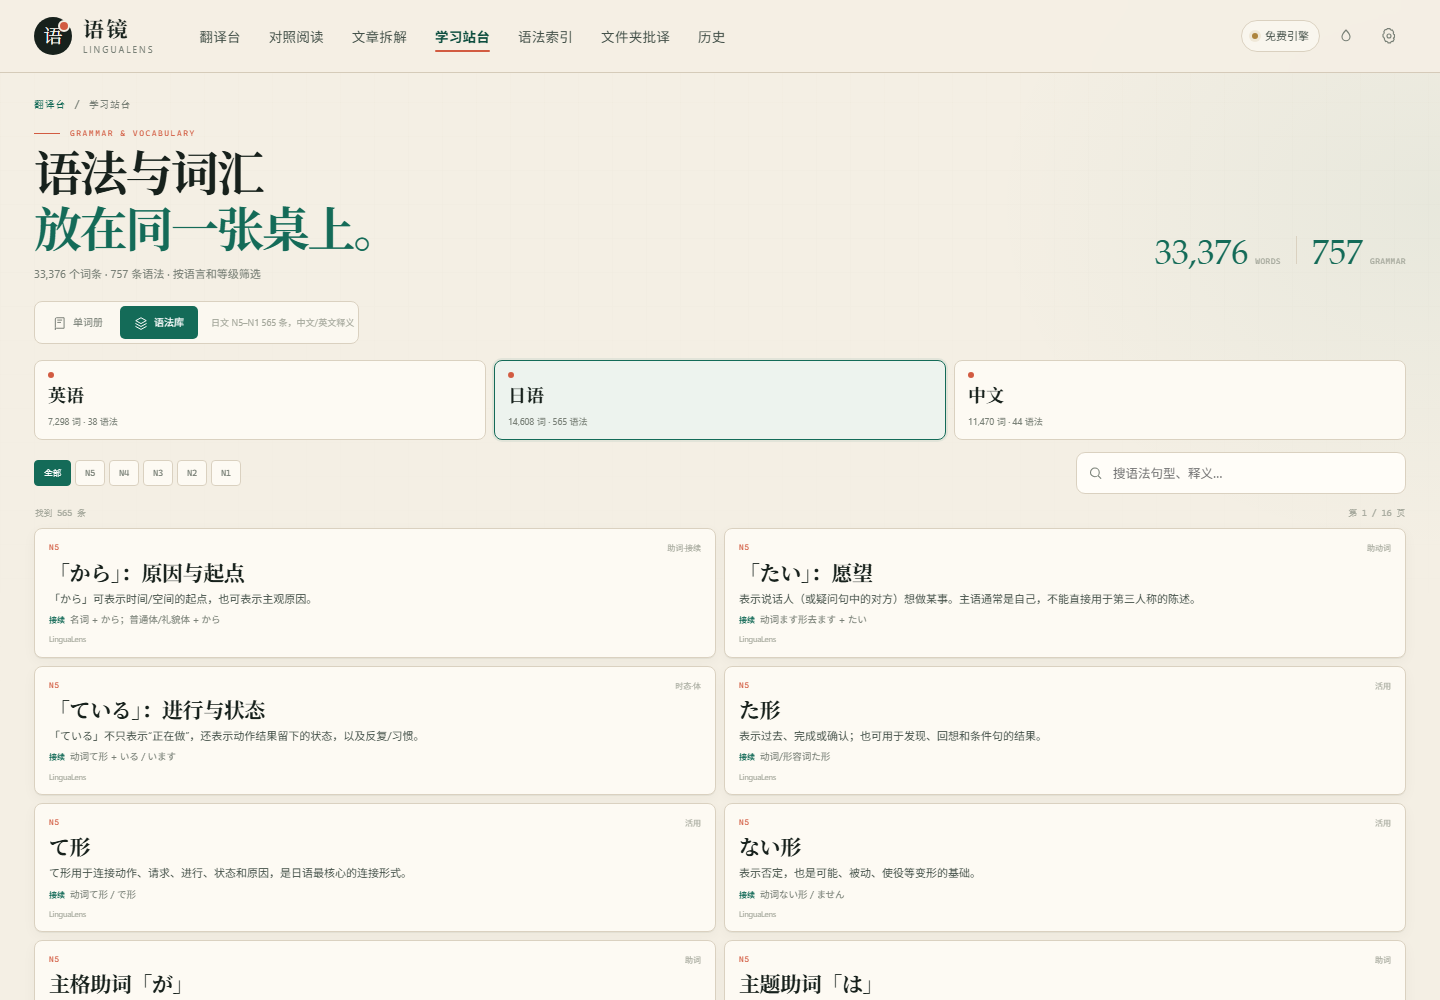 语 语镜
LINGUALENS
翻译台 对照阅读 文章拆解 学习站台 语法索引 文件夹批译 历史
免费引擎
翻译台 / 学习站台
GRAMMAR & VOCABULARY
语法与词汇
放在同一张桌上。
33,376 个词条 · 757 条语法 · 按语言和等级筛选
33,376 WORDS 757 GRAMMAR
单词册 语法库 日文 N5–N1 565 条，中文/英文释义
英语
7,298 词 · 38 语法
日语
14,608 词 · 565 语法
中文
11,470 词 · 44 语法
全部 N5 N4 N3 N2 N1
搜语法句型、释义…
找到 565 条
第 1 / 16 页
N5 助词·接续
「から」：原因与起点
「から」可表示时间/空间的起点，也可表示主观原因。
接续 名词 + から；普通体/礼貌体 + から
LinguaLens
N5 助动词
「たい」：愿望
表示说话人（或疑问句中的对方）想做某事。主语通常是自己，不能直接用于第三人称的陈述。
接续 动词ます形去ます + たい
LinguaLens
N5 时态·体
「ている」：进行与状态
「ている」不只表示“正在做”，还表示动作结果留下的状态，以及反复/习惯。
接续 动词て形 + いる / います
LinguaLens
N5 活用
た形
表示过去、完成或确认；也可用于发现、回想和条件句的结果。
接续 动词/形容词た形
LinguaLens
N5 活用
て形
て形用于连接动作、请求、进行、状态和原因，是日语最核心的连接形式。
接续 动词て形 / で形
LinguaLens
N5 活用
ない形
表示否定，也是可能、被动、使役等变形的基础。
接续 动词ない形 / ません
LinguaLens
N5 助词
主格助词「が」
N5 助词
主题助词「は」